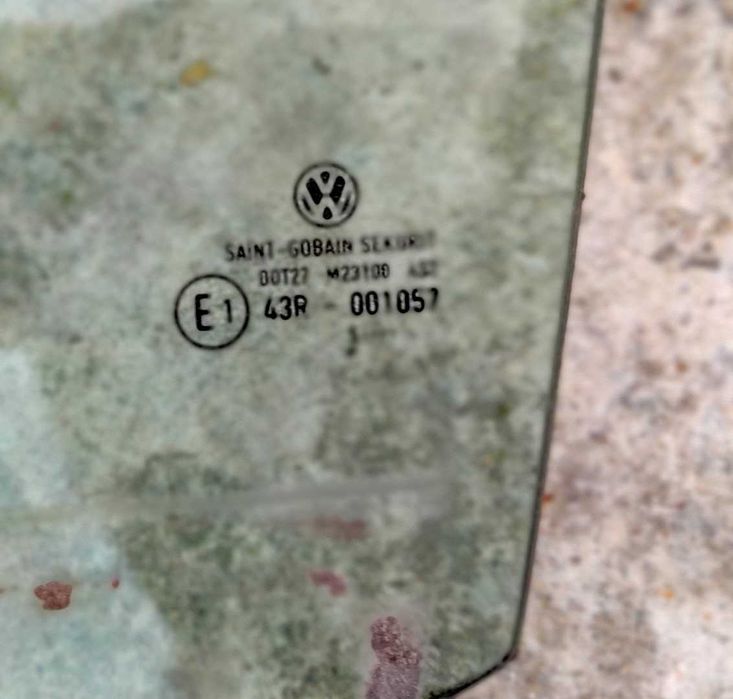 SAINT-GOBAIN SEKURIT
DOT27 M23100 AS2
E1 43R - 001057